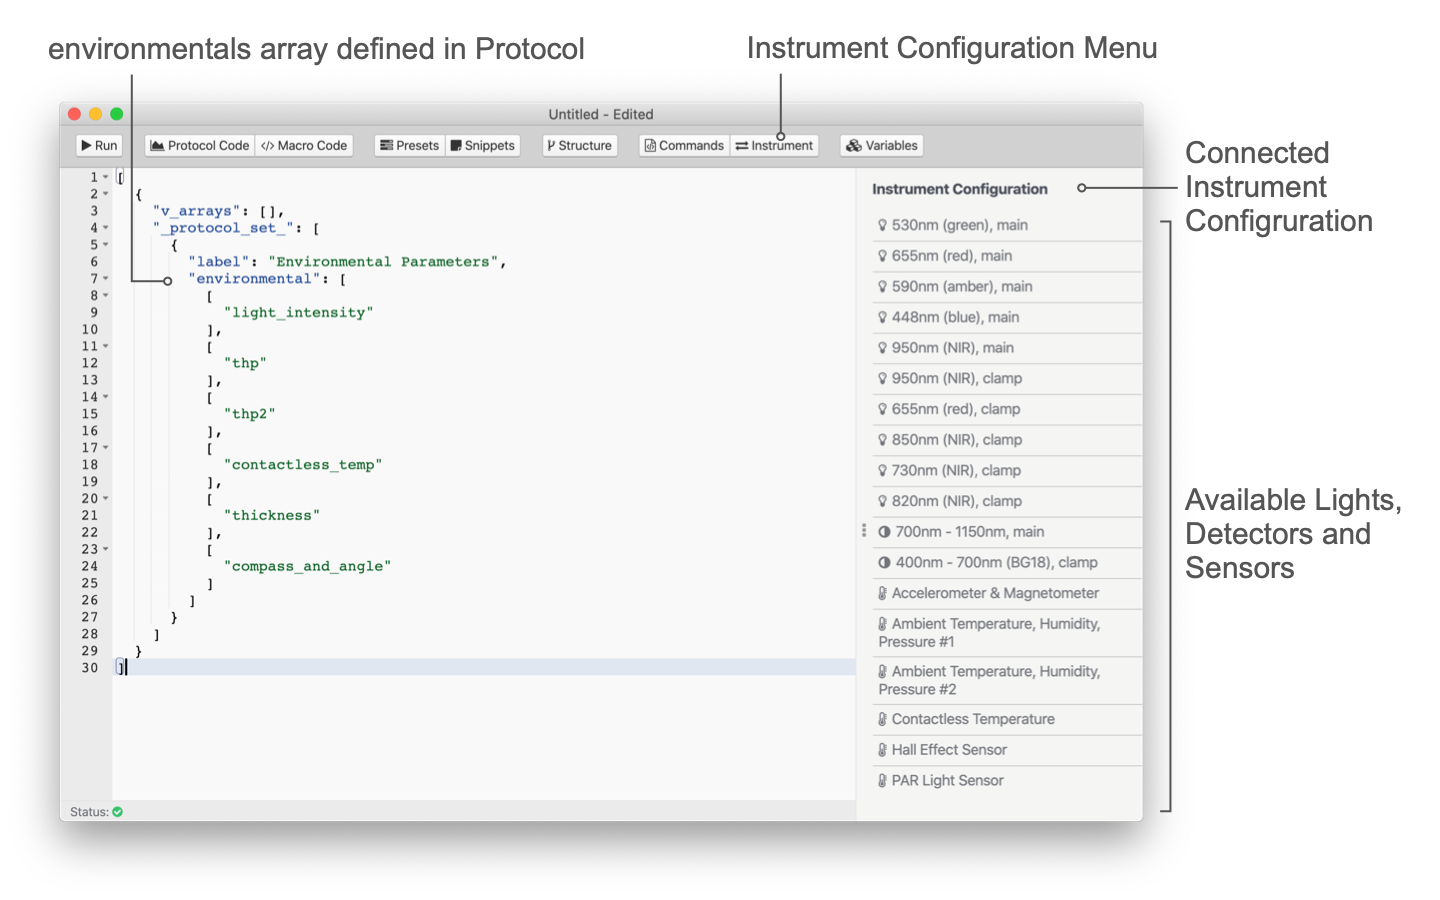 environmentals array defined in Protocol
Instrument Configuration Menu
Untitled - Edited
Run
Protocol Code
</> Macro Code
Presets
Snippets
Structure
Commands
Instrument
Variables
1 [
2 {
3 "v_arrays": [],
4 "_protocol_set_": [
5 {
6 "label": "Environmental Parameters",
7 "environmental": [
8 [
9 "light_intensity"
10 ],
11 [
12 "thp"
13 ],
14 [
15 "thp2"
16 ],
17 [
18 "contactless_temp"
19 ],
20 [
21 "thickness"
22 ],
23 [
24 "compass_and_angle"
25 ]
26 ]
27 }
28 ]
29 }
30 ]
Status:
Instrument Configuration
530nm (green), main
655nm (red), main
590nm (amber), main
448nm (blue), main
950nm (NIR), main
950nm (NIR), clamp
655nm (red), clamp
850nm (NIR), clamp
730nm (NIR), clamp
820nm (NIR), clamp
700nm - 1150nm, main
400nm - 700nm (BG18), clamp
Accelerometer & Magnetometer
Ambient Temperature, Humidity,
Pressure #1
Ambient Temperature, Humidity,
Pressure #2
Contactless Temperature
Hall Effect Sensor
PAR Light Sensor
Connected
Instrument
Configruration
Available Lights,
Detectors and
Sensors